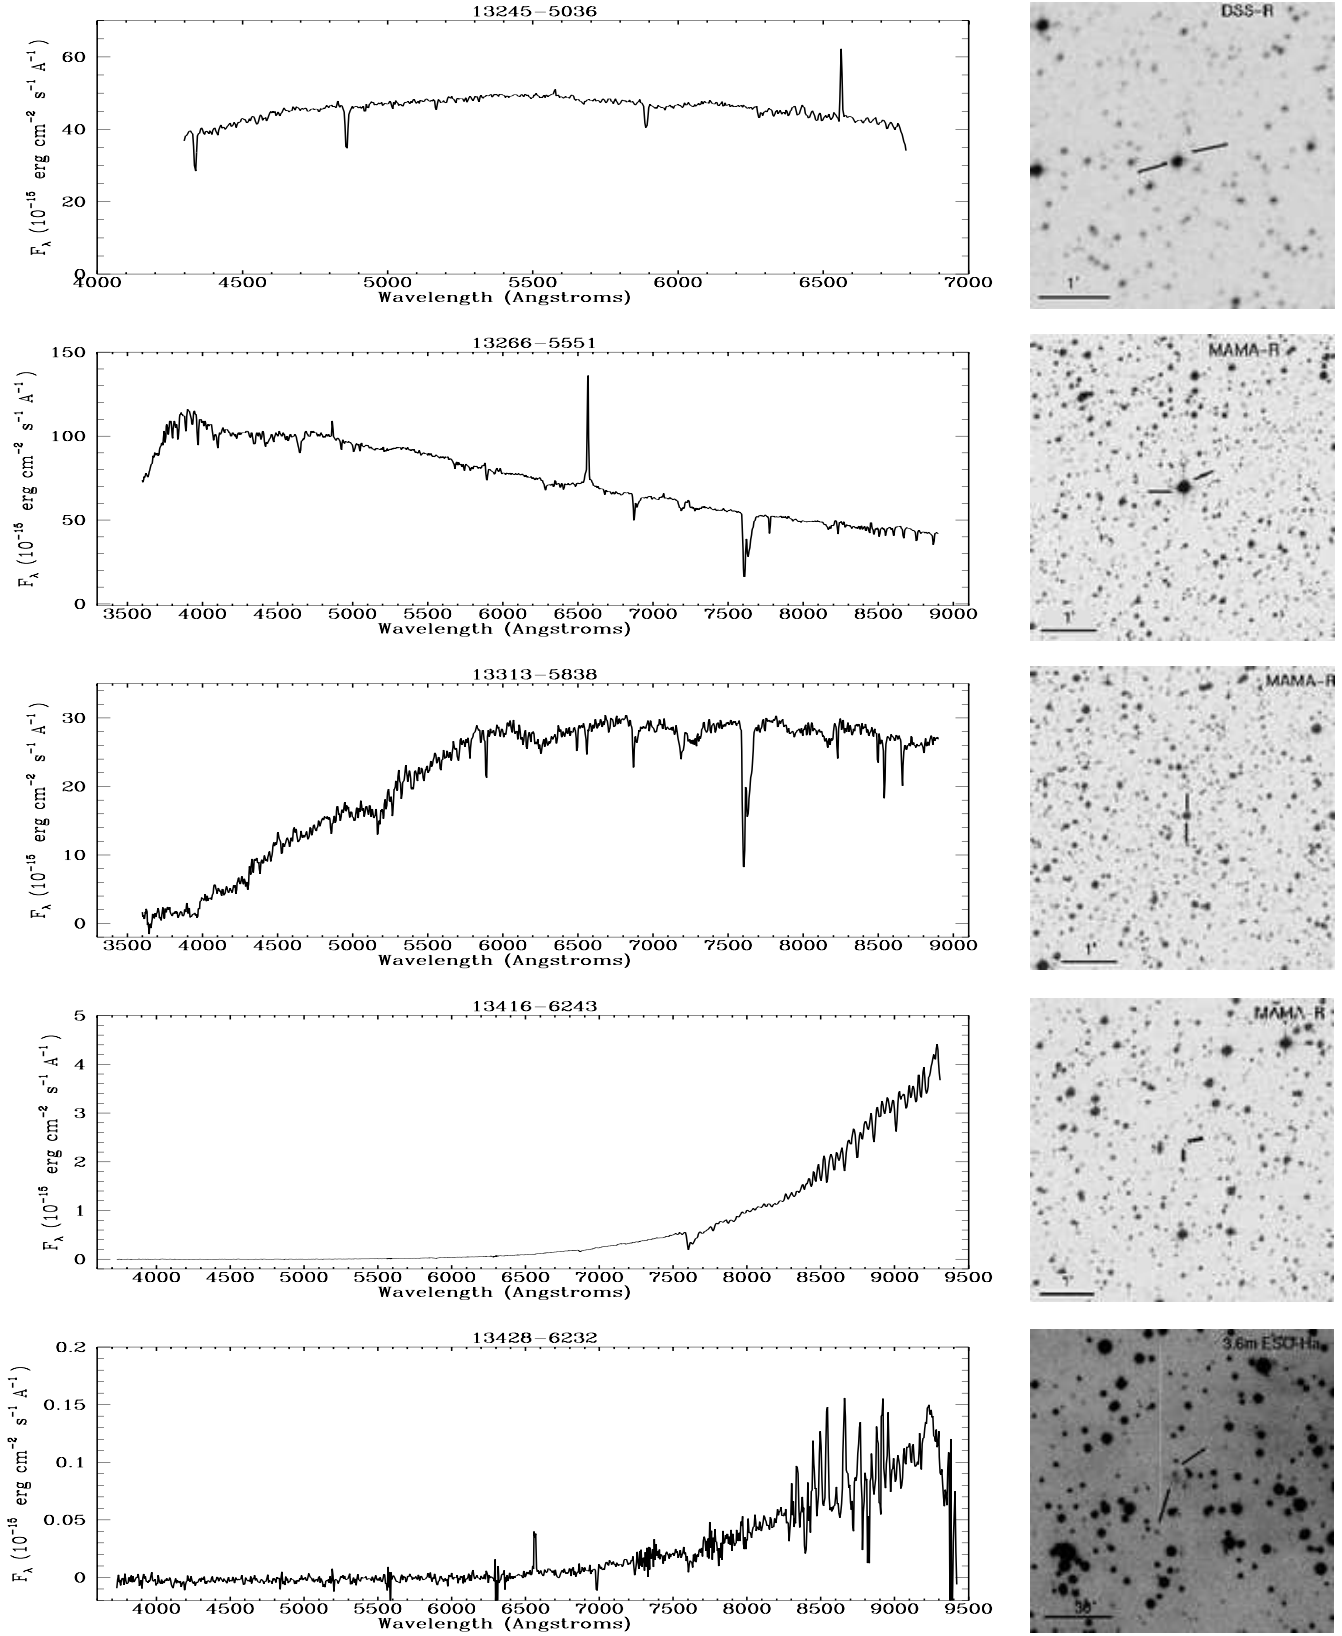 13245−5036
DSS−R
60
40
20
0
F_λ (10⁻¹⁵ erg cm⁻² s⁻¹ A⁻¹)
4000 4500 5000 5500 6000 6500 7000
Wavelength (Angstroms)
1'
13266−5551
MAMA−R
150
100
50
0
F_λ (10⁻¹⁵ erg cm⁻² s⁻¹ A⁻¹)
3500 4000 4500 5000 5500 6000 6500 7000 7500 8000 8500 9000
Wavelength (Angstroms)
1'
13313−5838
MAMA−R
30
20
10
0
F_λ (10⁻¹⁵ erg cm⁻² s⁻¹ A⁻¹)
3500 4000 4500 5000 5500 6000 6500 7000 7500 8000 8500 9000
Wavelength (Angstroms)
1'
13416−6243
MAMA R
5
4
3
2
1
0
F_λ (10⁻¹⁵ erg cm⁻² s⁻¹ A⁻¹)
4000 4500 5000 5500 6000 6500 7000 7500 8000 8500 9000 9500
Wavelength (Angstroms)
13428−6232
3.6m ESO-Ha
0.2
0.15
0.1
0.05
0
F_λ (10⁻¹⁵ erg cm⁻² s⁻¹ A⁻¹)
4000 4500 5000 5500 6000 6500 7000 7500 8000 8500 9000 9500
Wavelength (Angstroms)